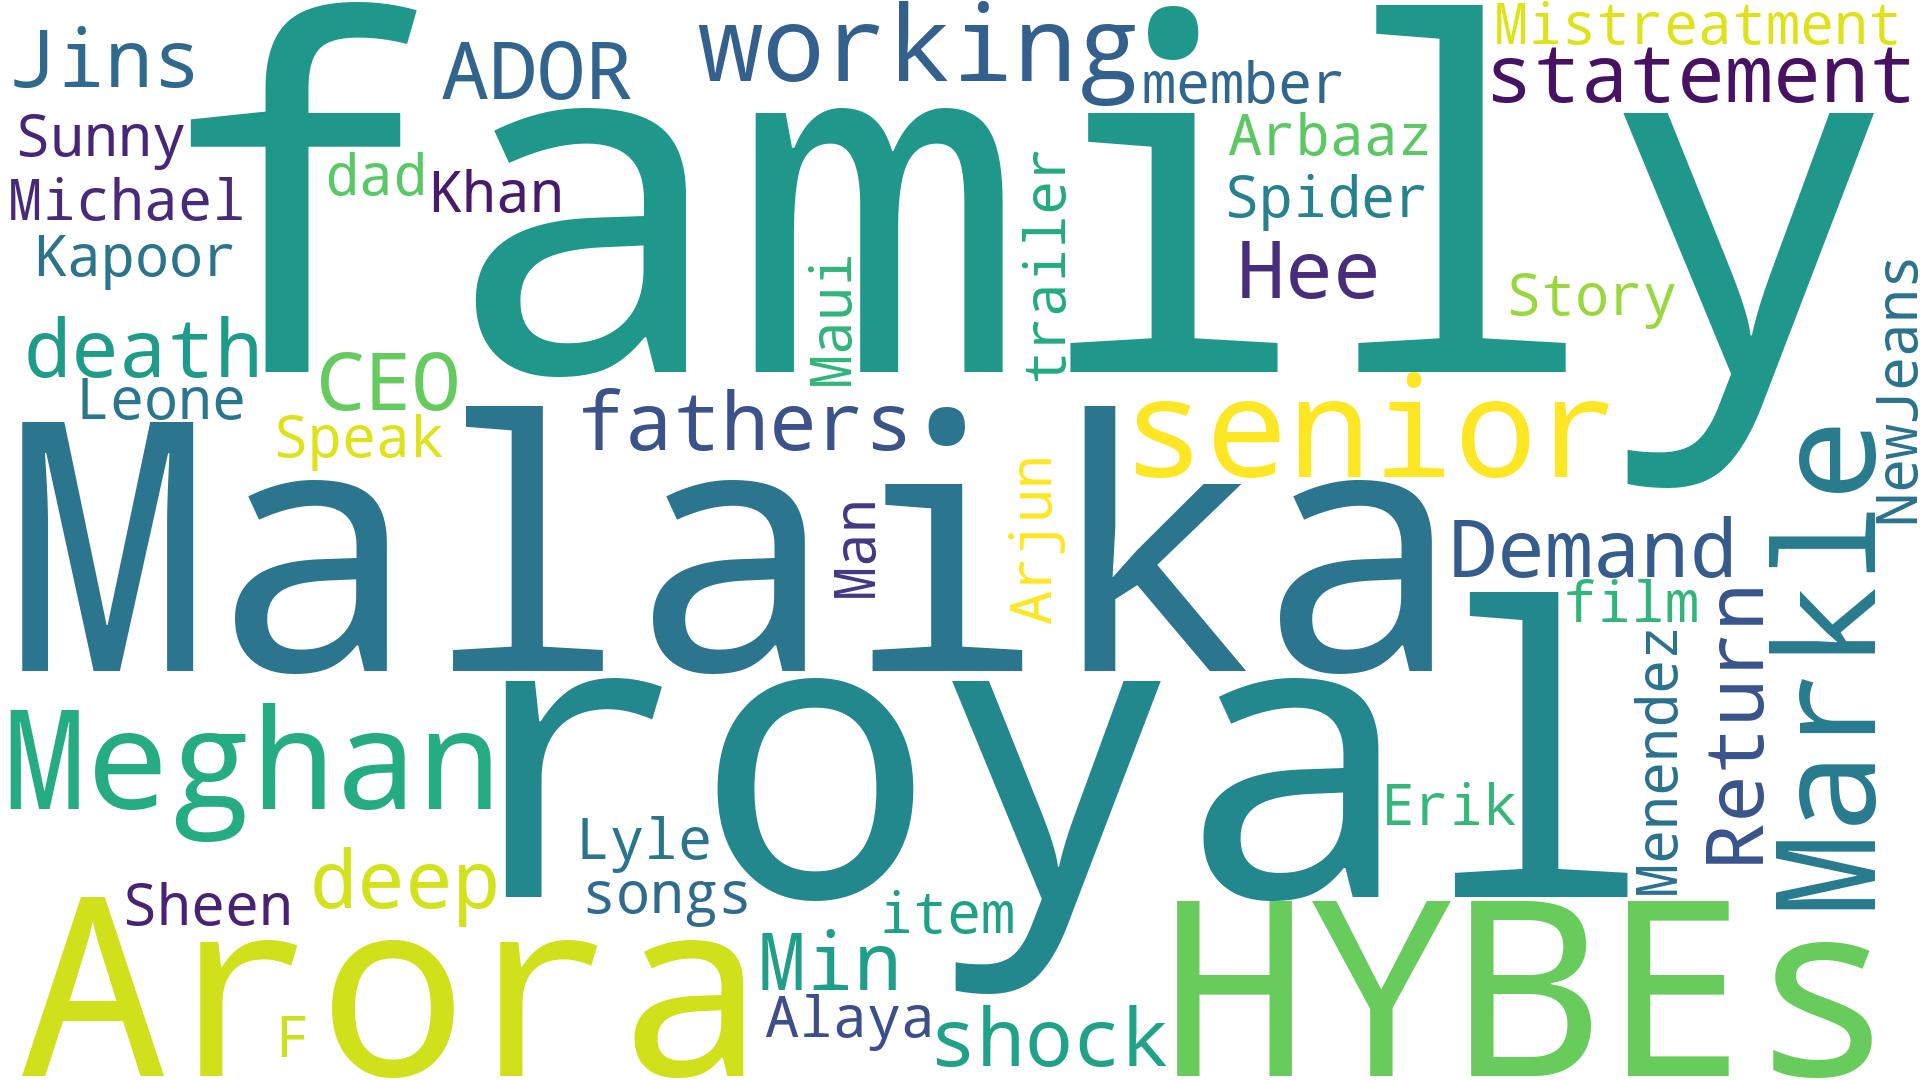 Jins
ADOR
working
member
Mistreatment
statement
Sunny
family
Arbaaz
Michael
dad
Khan
Spider
Kapoor
Maui
trailer
Hee
Story
NewJeans
death
CEO
Leone
Speak
fathers
senior
Malaika
Man
Arjun
Demand
Markle
film
Return
Menendez
Meghan
royal
Erik
Lyle
songs
deep
Sheen
item
Arora
F
Min
Alaya
shock
HYBEs